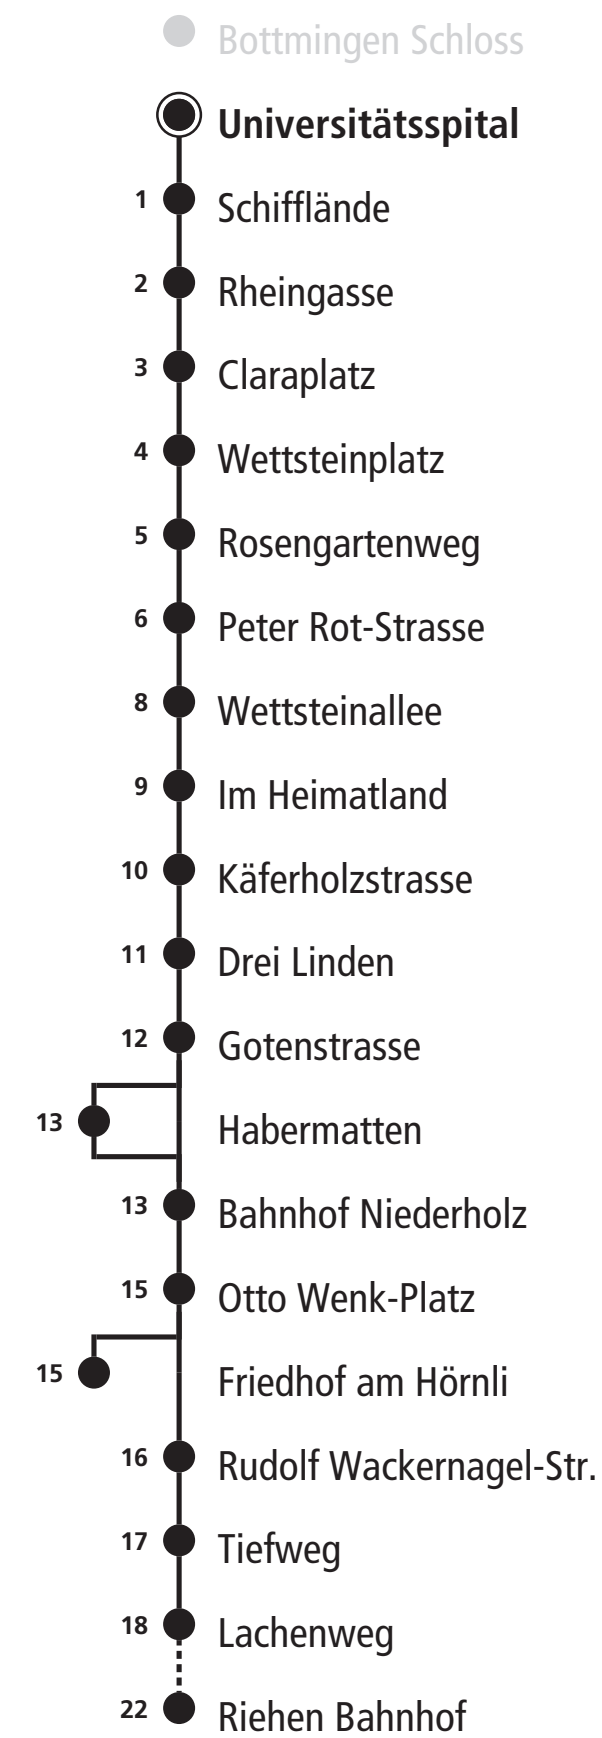 Bottmingen Schloss
Universitätsspital
1 Schifflände
2 Rheingasse
3 Claraplatz
4 Wettsteinplatz
5 Rosengartenweg
6 Peter Rot-Strasse
8 Wettsteinallee
9 Im Heimatland
10 Käferholzstrasse
11 Drei Linden
12 Gotenstrasse
13 Habermatten
13 Bahnhof Niederholz
15 Otto Wenk-Platz
15 Friedhof am Hörnli
16 Rudolf Wackernagel-Str.
17 Tiefweg
18 Lachenweg
22 Riehen Bahnhof